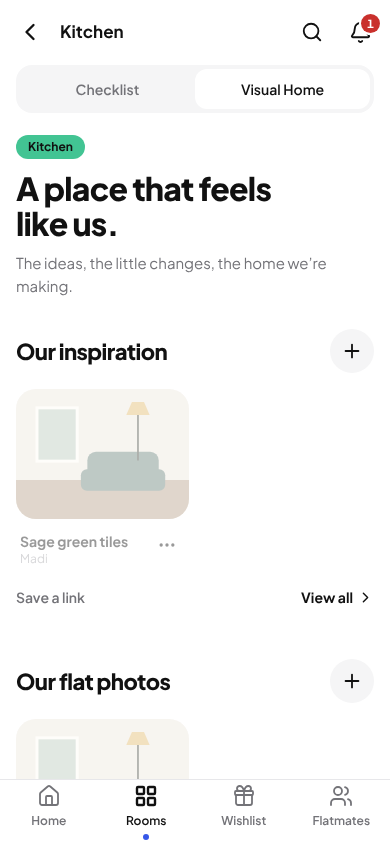 Kitchen
1
Checklist
Visual Home
Kitchen
A place that feels
like us.
The ideas, the little changes, the home we’re
making.
Our inspiration
Sage green tiles
Madi
Save a link
View all
Our flat photos
Home
Rooms
Wishlist
Flatmates